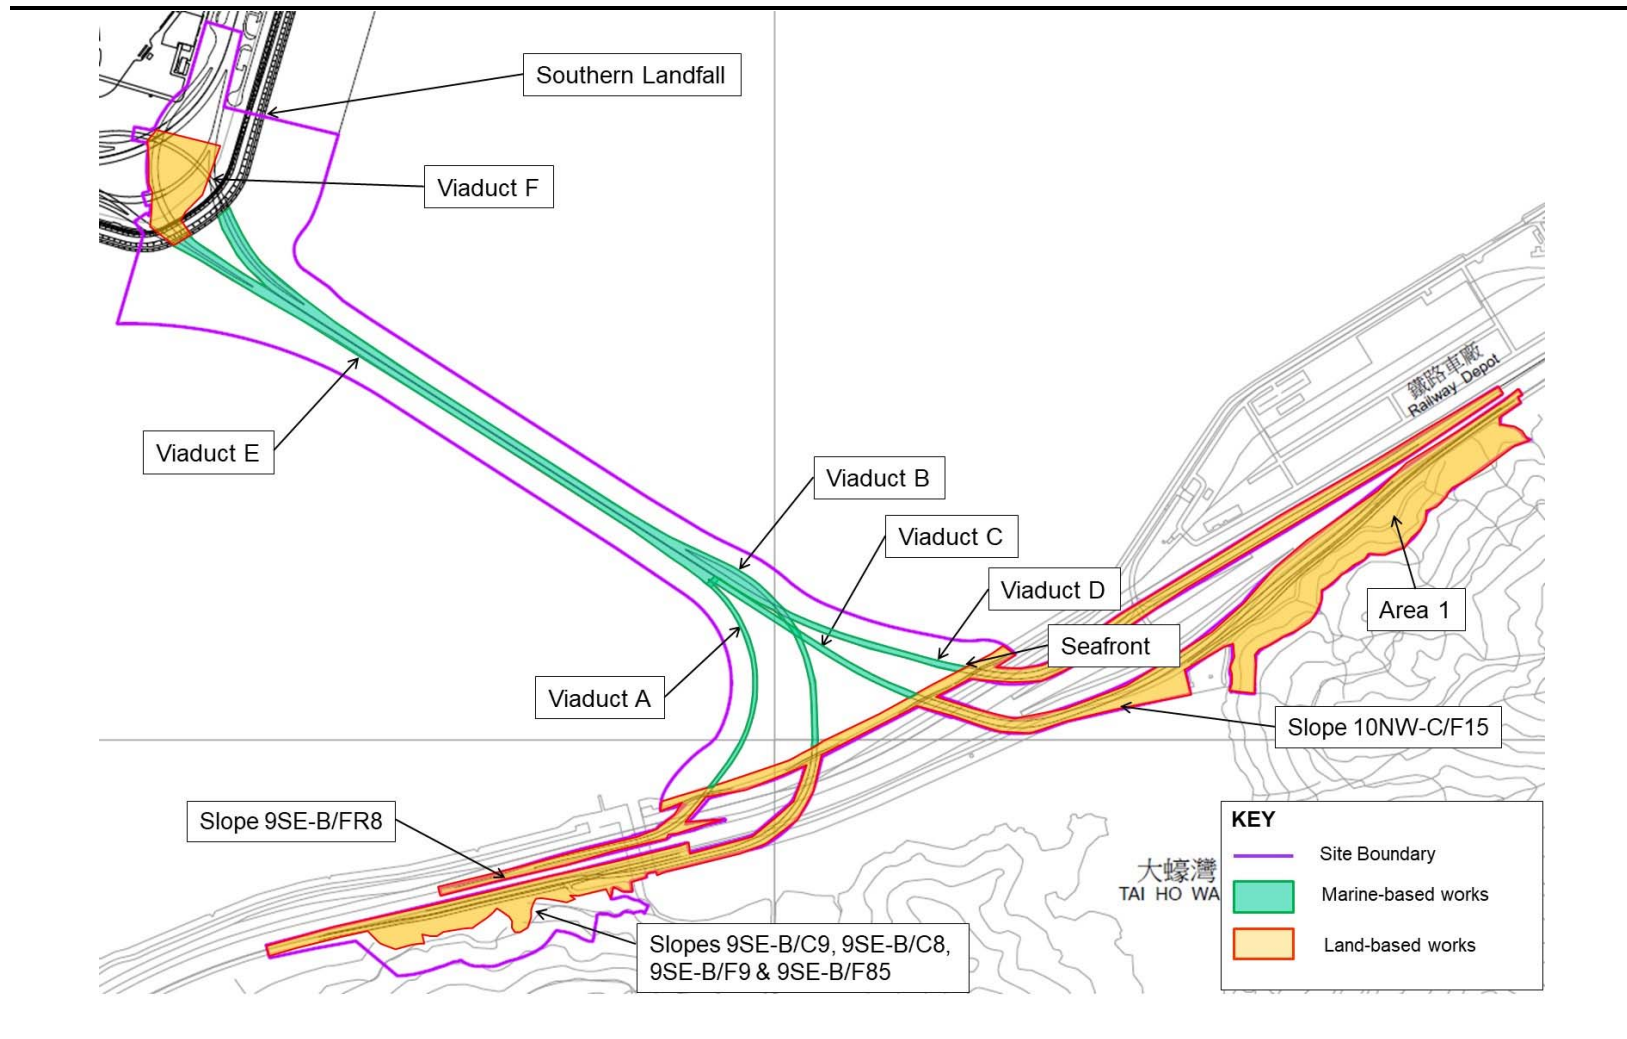 Southern Landfall
Viaduct F
鐵路車廠
Railway Depot
Viaduct E
Viaduct B
Viaduct C
Viaduct D
Seafront
Area 1
Viaduct A
Slope 10NW-C/F15
Slope 9SE-B/FR8
大蠔灣
TAI HO WA
Slopes 9SE-B/C9, 9SE-B/C8,
9SE-B/F9 & 9SE-B/F85
KEY
Site Boundary
Marine-based works
Land-based works